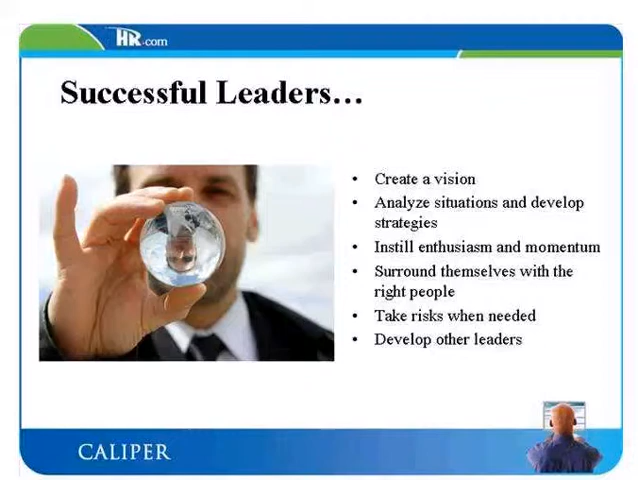 HR.com
Successful Leaders…
• Create a vision
• Analyze situations and develop
strategies
• Instill enthusiasm and momentum
• Surround themselves with the
right people
• Take risks when needed
• Develop other leaders
CALIPER